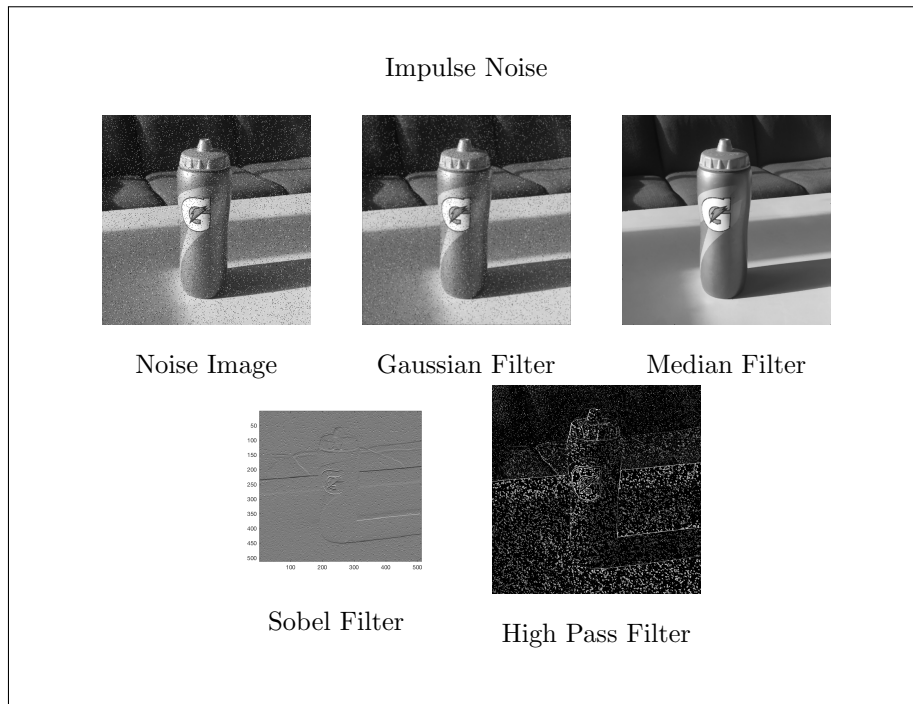 Impulse Noise
Noise Image
Gaussian Filter
Median Filter
50
100
150
200
250
300
350
400
450
500
100
200
300
400
500
Sobel Filter
High Pass Filter